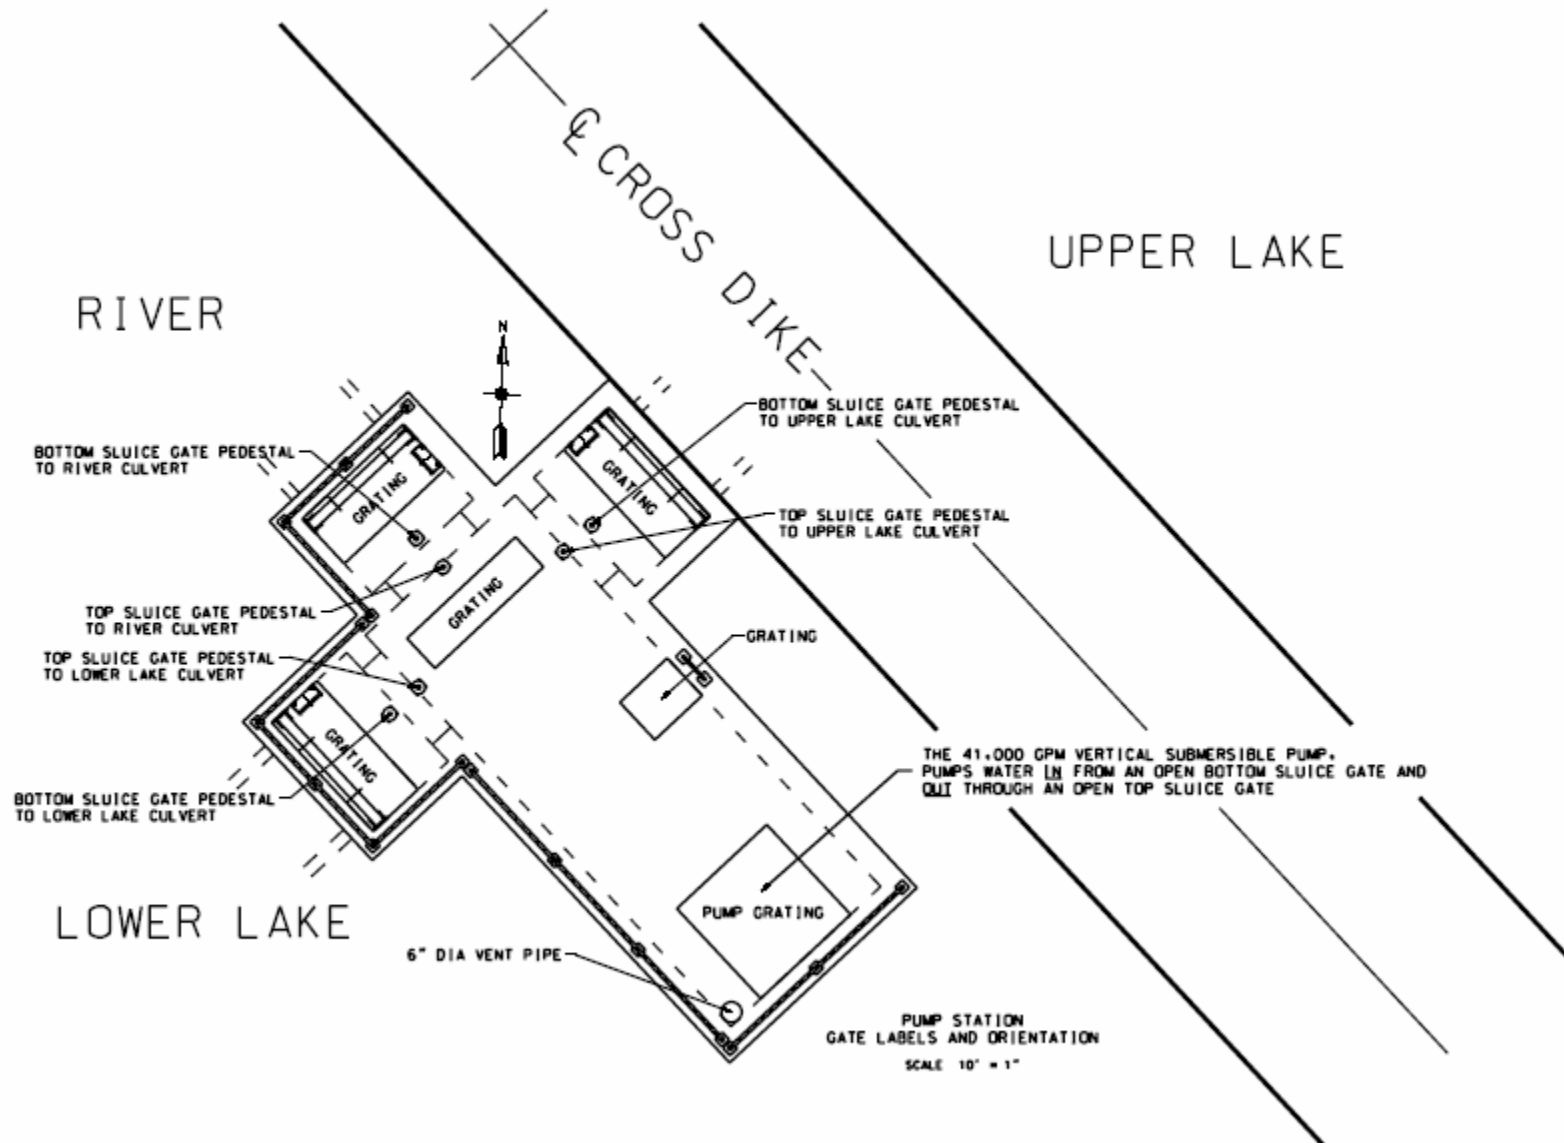 ℄ CROSS DIKE
UPPER LAKE
RIVER
N
BOTTOM SLUICE GATE PEDESTAL
TO UPPER LAKE CULVERT
BOTTOM SLUICE GATE PEDESTAL
TO RIVER CULVERT
GRATING
GRATING
TOP SLUICE GATE PEDESTAL
TO UPPER LAKE CULVERT
GRATING
TOP SLUICE GATE PEDESTAL
TO RIVER CULVERT
GRATING
TOP SLUICE GATE PEDESTAL
TO LOWER LAKE CULVERT
GRATING
BOTTOM SLUICE GATE PEDESTAL
TO LOWER LAKE CULVERT
THE 41,000 GPM VERTICAL SUBMERSIBLE PUMP.
PUMPS WATER IN FROM AN OPEN BOTTOM SLUICE GATE AND
OUT THROUGH AN OPEN TOP SLUICE GATE
LOWER LAKE
PUMP GRATING
6" DIA VENT PIPE
PUMP STATION
GATE LABELS AND ORIENTATION
SCALE 10' = 1"